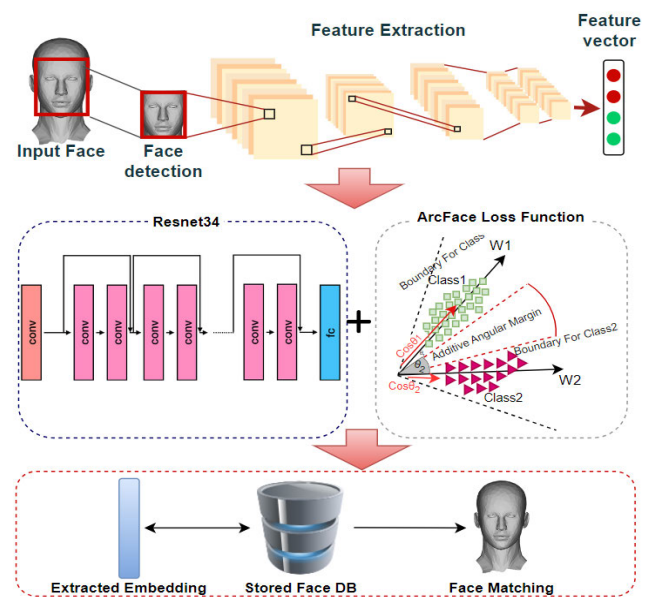 Feature Extraction
Feature
vector
Input Face
Face
detection
Resnet34
conv
conv
conv
conv
conv
conv
conv
fc
+
ArcFace Loss Function
Boundary For Class
W1
Class1
Cosθ1
Additive Angular Margin
Boundary For Class2
θ2
W2
Cosθ2
Class2
Extracted Embedding
Stored Face DB
Face Matching